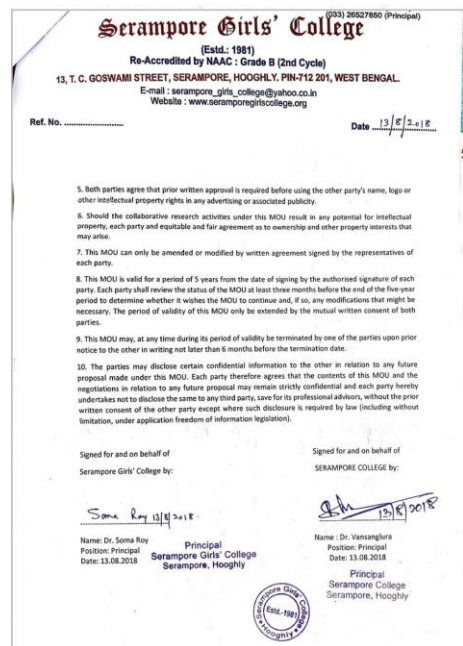 (033) 26527850 (Principal)
Serampore Girls' College
(Estd.: 1981)
Re-Accredited by NAAC : Grade B (2nd Cycle)
13, T. C. GOSWAMI STREET, SERAMPORE, HOOGHLY. PIN-712 201, WEST BENGAL.
E-mail : serampore_girls_college@yahoo.co.in
Website : www.seramporegirlscollege.org
Ref. No. ........................
Date 13/8/2018
5. Both parties agree that prior written approval is required before using the other party's name, logo or
other intellectual property rights in any advertising or associated publicity.
6. Should the collaborative research activities under this MOU result in any potential for intellectual
property, each party and equitable and fair agreement as to ownership and other property interests that
may arise.
7. This MOU can only be amended or modified by written agreement signed by the representatives of
each party.
8. This MOU is valid for a period of 5 years from the date of signing by the authorised signature of each
party. Each party shall review the status of the MOU at least three months before the end of the five-year
period to determine whether it wishes the MOU to continue and, if so, any modifications that might be
necessary. The period of validity of this MOU only be extended by the mutual written consent of both
parties.
9. This MOU may, at any time during its period of validity be terminated by one of the parties upon prior
notice to the other in writing not later than 6 months before the termination date.
10. The parties may disclose certain confidential information to the other in relation to any future
proposal made under this MOU. Each party therefore agrees that the contents of this MOU and the
negotiations in relation to any future proposal may remain strictly confidential and each party hereby
undertakes not to disclose the same to any third party, save for its professional advisors, without the prior
written consent of the other party except where such disclosure is required by law (including without
limitation, under application freedom of information legislation).
Signed for and on behalf of
Serampore Girls' College by:
Soma Roy 13/8/2018.
Name: Dr. Soma Roy
Position: Principal
Date: 13.08.2018
Principal
Serampore Girls' College
Serampore, Hooghly
Signed for and on behalf of
SERAMPORE COLLEGE by:
13/8/2018
Name : Dr. Vansanglura
Position: Principal
Date: 13.08.2018
Principal
Serampore College
Serampore, Hooghly
Serampore Girls' College
Estd.-1981
Hooghly